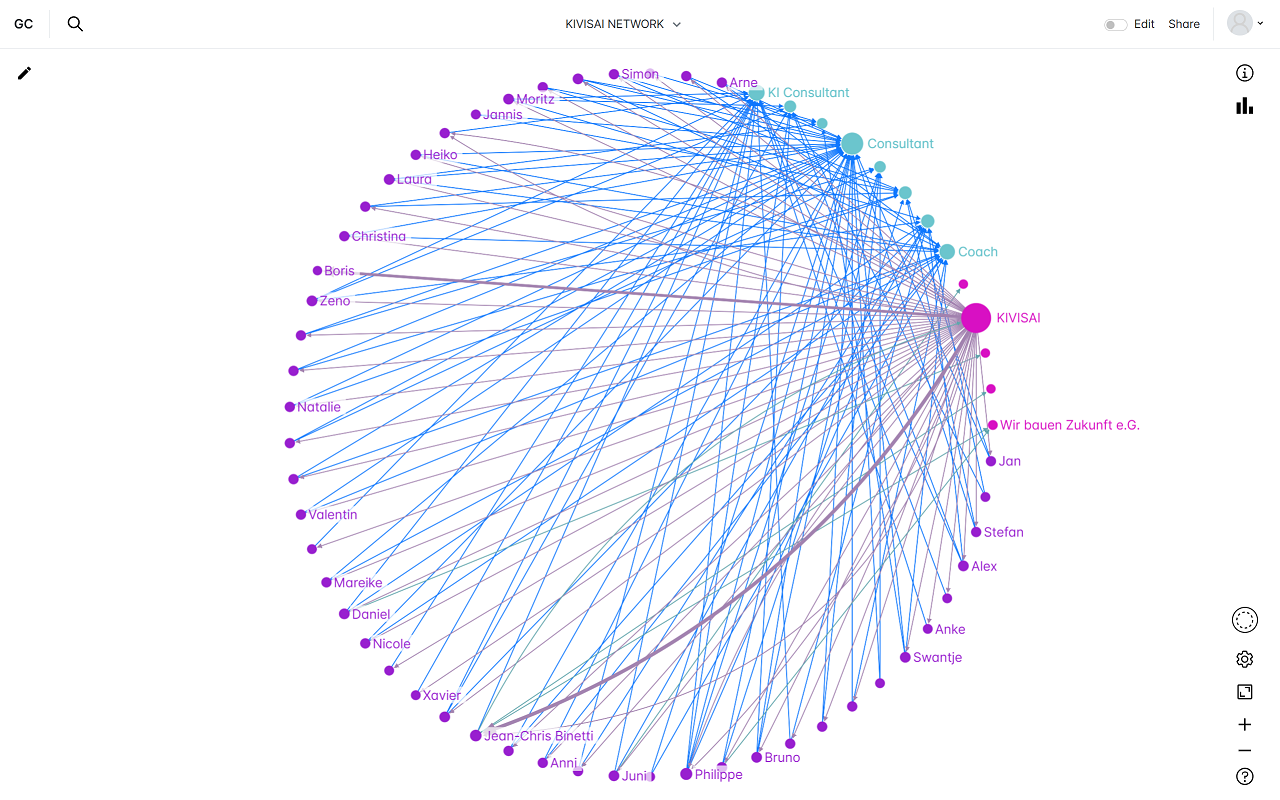 GC
KIVISAI NETWORK
Edit
Share
Simon
Arne
KI Consultant
Moritz
Jannis
Consultant
Heiko
Laura
Christina
Coach
Boris
Zeno
KIVISAI
Natalie
Wir bauen Zukunft e.G.
Jan
Valentin
Stefan
Alex
Mareike
Daniel
Anke
Nicole
Swantje
Xavier
Jean-Chris Binetti
Bruno
Anni
Juni
Philippe